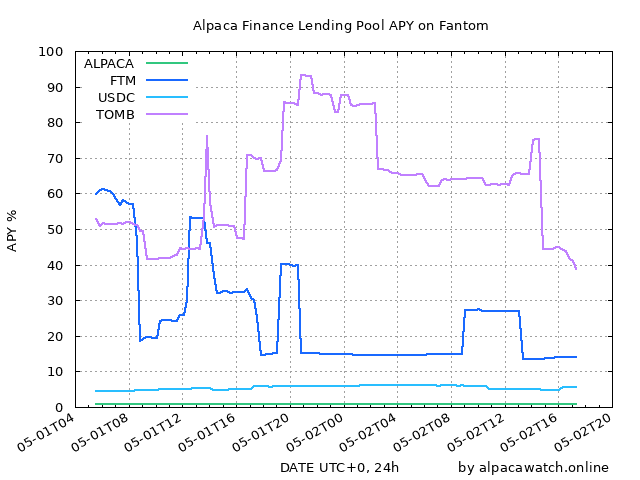 Alpaca Finance Lending Pool APY on Fantom
ALPACA
FTM
USDC
TOMB
APY %
100
90
80
70
60
50
40
30
20
10
0
05-01T04
05-01T08
05-01T12
05-01T16
05-01T20
05-02T00
05-02T04
05-02T08
05-02T12
05-02T16
05-02T20
DATE UTC+0, 24h
by alpacawatch.online